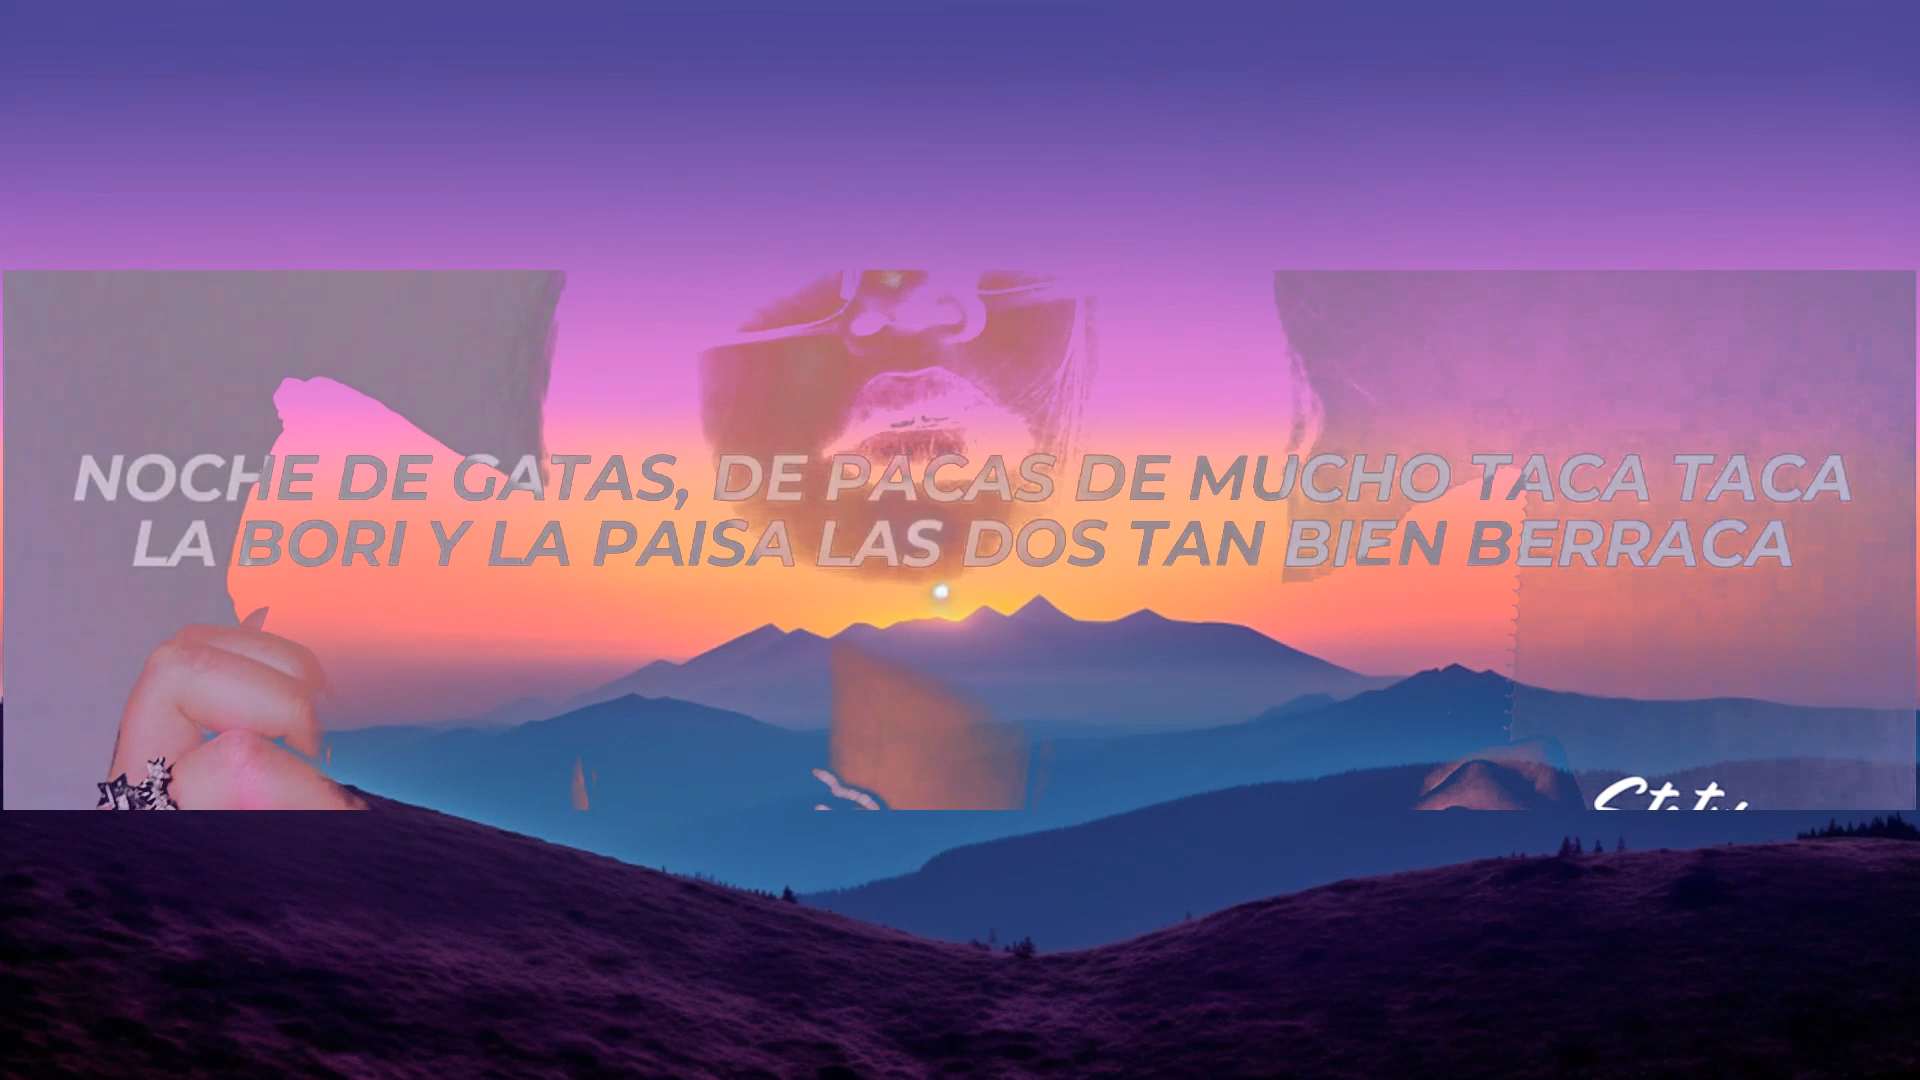 NOCHE DE GATAS, DE PACAS DE MUCHO TACA TACA
LA BORI Y LA PAISA LAS DOS TAN BIEN BERRACA